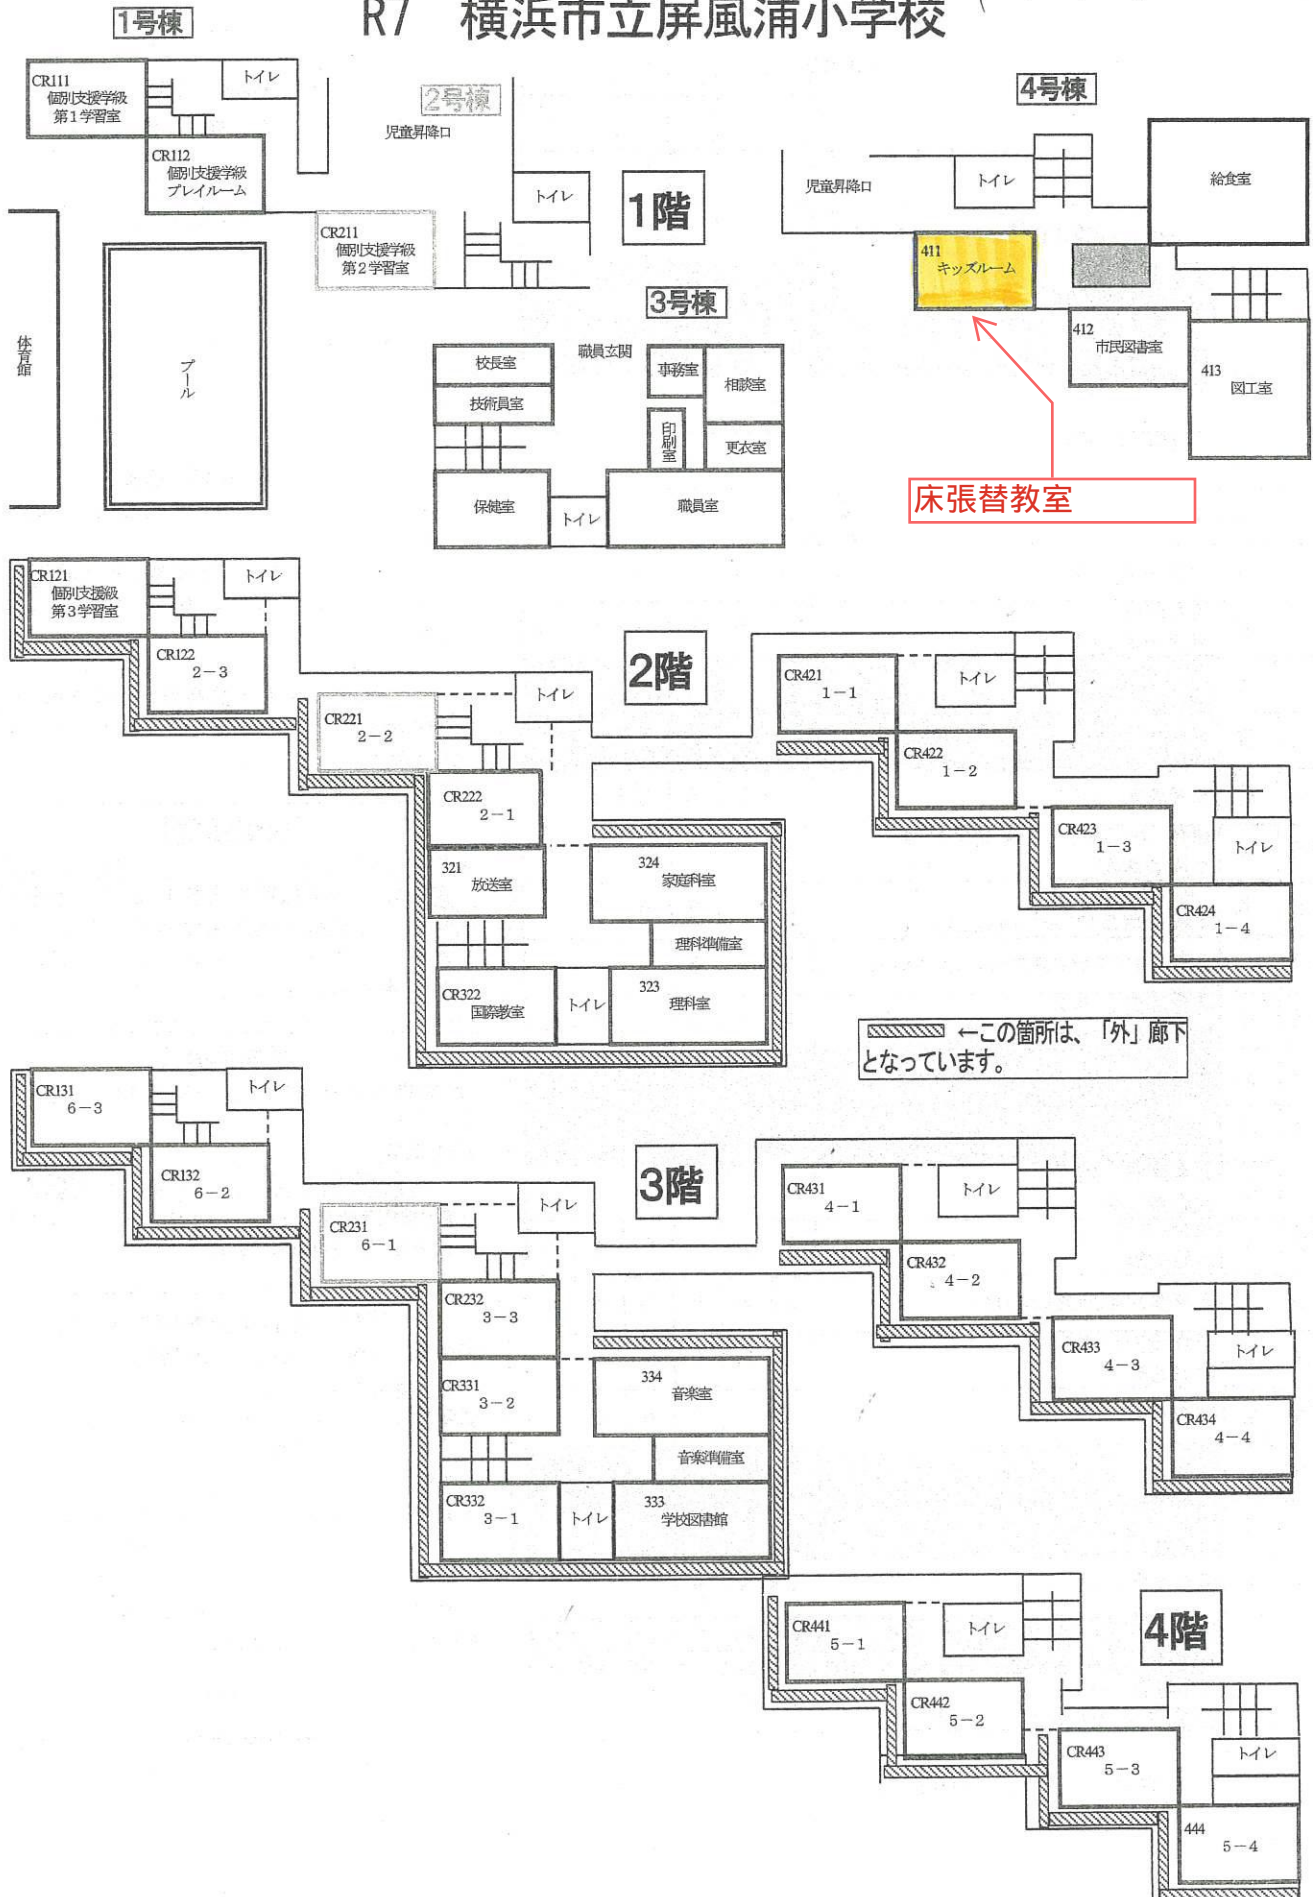 R7 横浜市立屏風浦小学校
1号棟
CR111
個別支援学級
第1学習室
トイレ
CR112
個別支援学級
プレイルーム
2号棟
児童昇降口
トイレ
CR211
個別支援学級
第2学習室
1階
4号棟
児童昇降口
トイレ
給食室
411
キッズルーム
412
市民図書室
413
図工室
床張替教室
体育館
プール
3号棟
校長室
職員玄関
事務室
相談室
技術員室
印刷室
更衣室
保健室
トイレ
職員室
2階
CR121
個別支援級
第3学習室
トイレ
CR122
2-3
CR221
2-2
トイレ
CR222
2-1
321
放送室
324
家庭科室
理科準備室
CR322
国際教室
トイレ
323
理科室
CR421
1-1
トイレ
CR422
1-2
CR423
1-3
トイレ
CR424
1-4
←この箇所は、「外」廊下
となっています。
3階
CR131
6-3
トイレ
CR132
6-2
CR231
6-1
トイレ
CR232
3-3
CR331
3-2
334
音楽室
音楽準備室
CR332
3-1
トイレ
333
学校図書館
CR431
4-1
トイレ
CR432
4-2
CR433
4-3
トイレ
CR434
4-4
4階
CR441
5-1
トイレ
CR442
5-2
CR443
5-3
トイレ
444
5-4